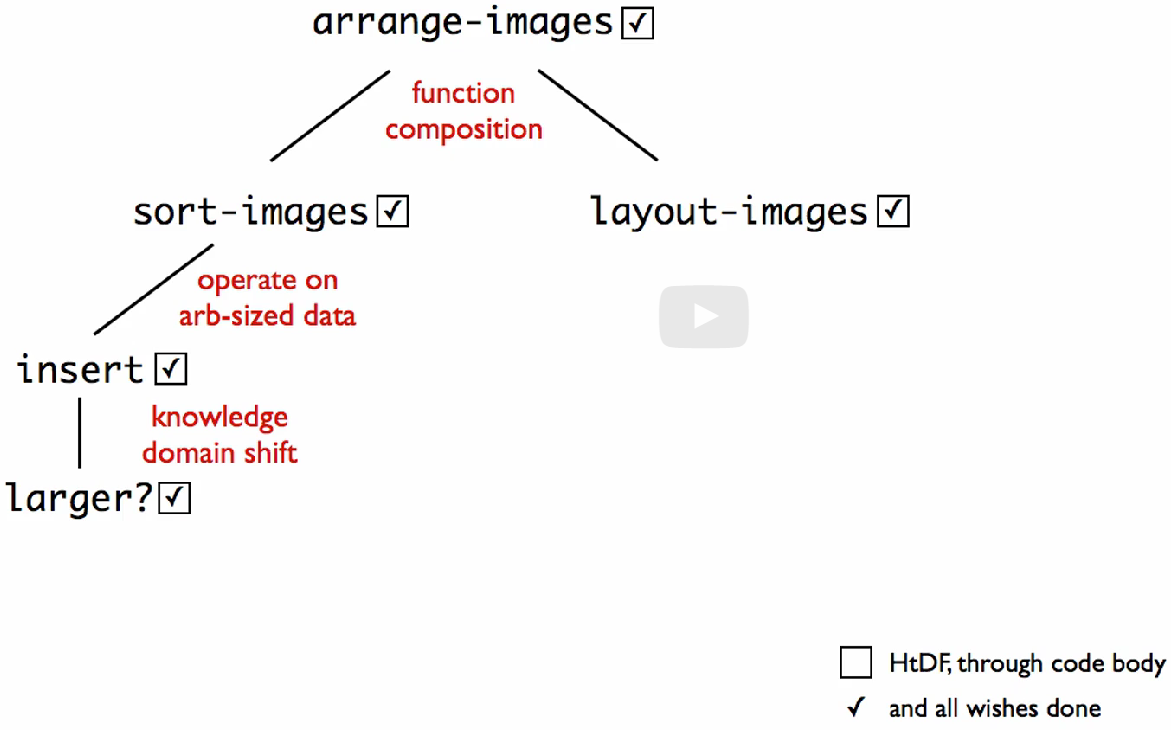 arrange-images ✓
function
composition
sort-images ✓
layout-images ✓
operate on
arb-sized data
insert ✓
knowledge
domain shift
larger? ✓
HtDF, through code body
✓ and all wishes done